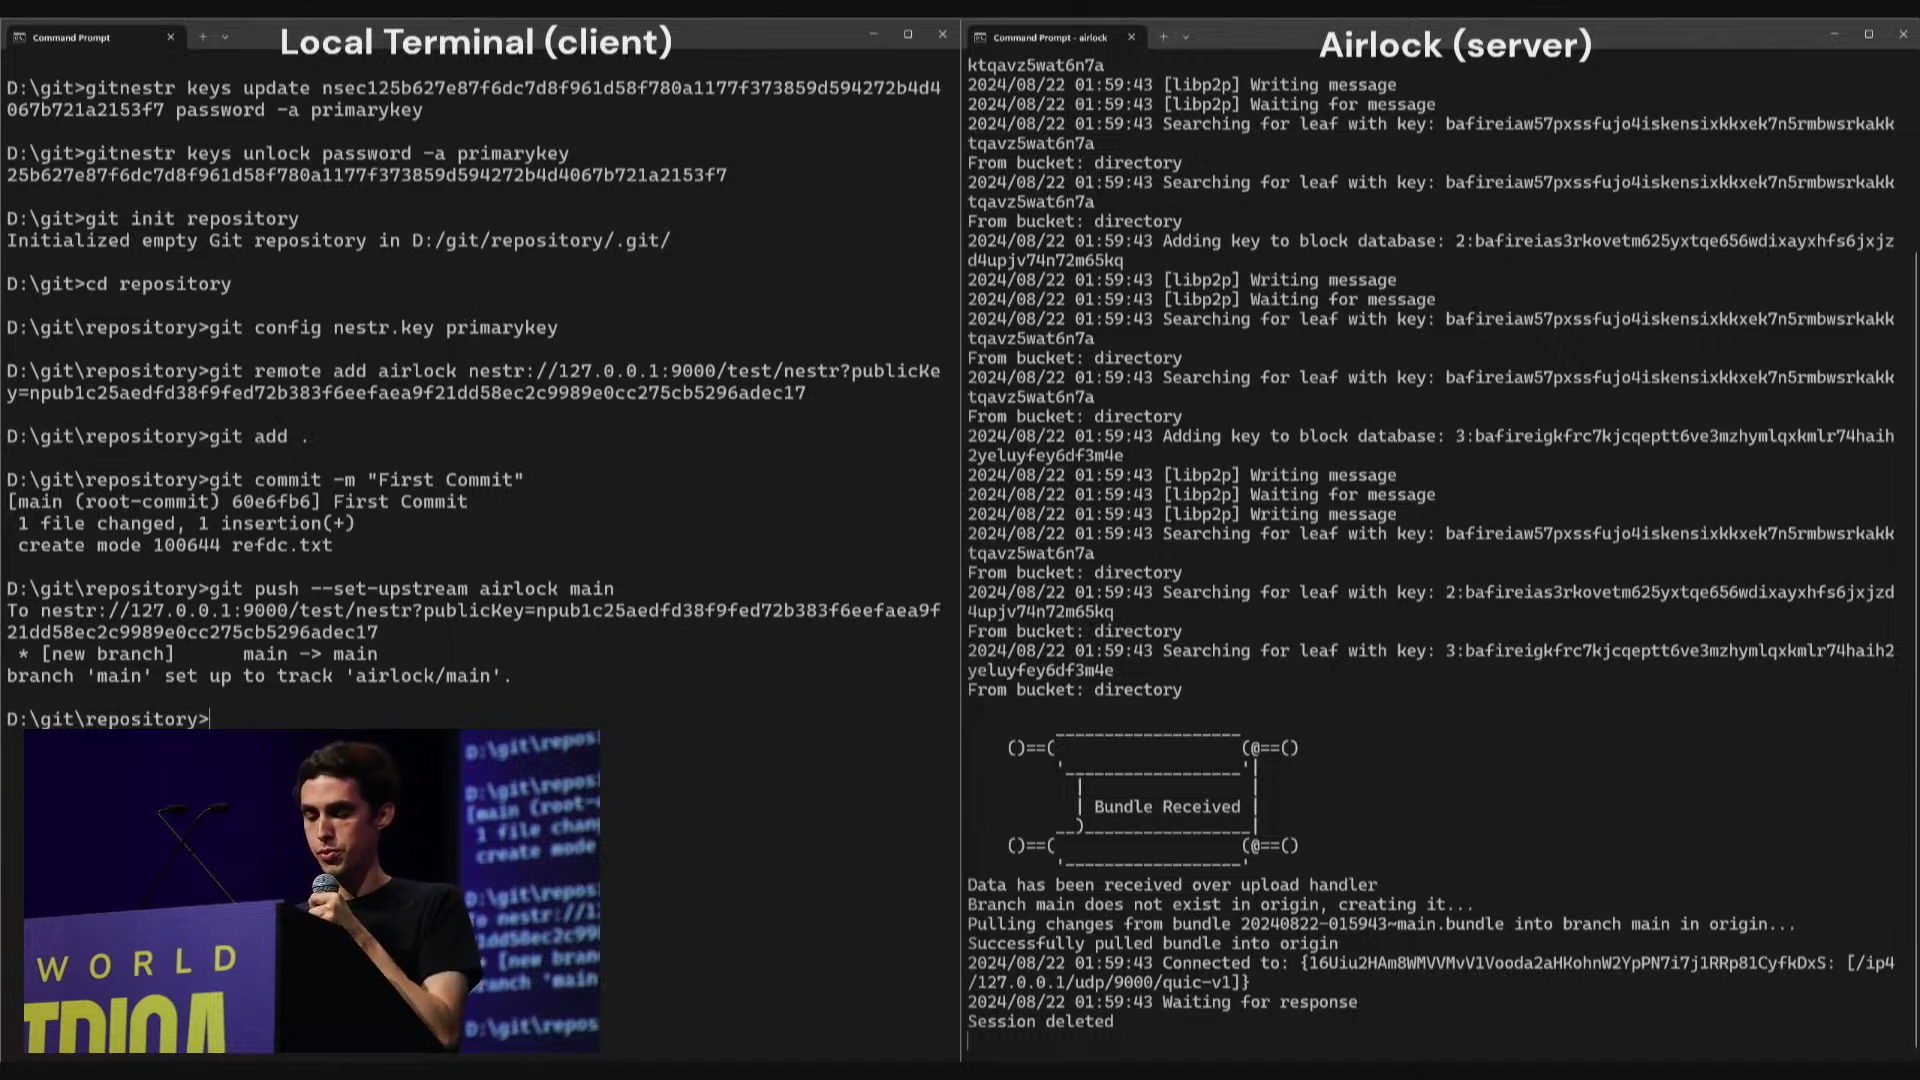 Command Prompt
Local Terminal (client)
D:\git>gitnestr keys update nsec125b627e87f6dc7d8f961d58f780a1177f373859d594272b4d4
067b721a2153f7 password -a primarykey
D:\git>gitnestr keys unlock password -a primarykey
25b627e87f6dc7d8f961d58f780a1177f373859d594272b4d4067b721a2153f7
D:\git>git init repository
Initialized empty Git repository in D:/git/repository/.git/
D:\git>cd repository
D:\git\repository>git config nestr.key primarykey
D:\git\repository>git remote add airlock nestr://127.0.0.1:9000/test/nestr?publicKe
y=npub1c25aedfd38f9fed72b383f6eefaea9f21dd58ec2c9989e0cc275cb5296adec17
D:\git\repository>git add .
D:\git\repository>git commit -m "First Commit"
[main (root-commit) 60e6fb6] First Commit
1 file changed, 1 insertion(+)
create mode 100644 refdc.txt
D:\git\repository>git push --set-upstream airlock main
To nestr://127.0.0.1:9000/test/nestr?publicKey=npub1c25aedfd38f9fed72b383f6eefaea9f
21dd58ec2c9989e0cc275cb5296adec17
* [new branch]      main -> main
branch 'main' set up to track 'airlock/main'.
D:\git\repository>
WORLD
D:\git\repos
D:\git\repos
[main (root-
1 file chan
create mode
D:\git\repos
D:\git\repos
Command Prompt - airlock
Airlock (server)
ktqavz5wat6n7a
2024/08/22 01:59:43 [libp2p] Writing message
2024/08/22 01:59:43 [libp2p] Waiting for message
2024/08/22 01:59:43 Searching for leaf with key: bafireiaw57pxssfujo4iskensixkkxek7n5rmbwsrkakk
tqavz5wat6n7a
From bucket: directory
2024/08/22 01:59:43 Searching for leaf with key: bafireiaw57pxssfujo4iskensixkkxek7n5rmbwsrkakk
tqavz5wat6n7a
From bucket: directory
2024/08/22 01:59:43 Adding key to block database: 2:bafireias3rkovetm625yxtqe656wdixayxhfs6jxjz
d4upjv74n72m65kq
2024/08/22 01:59:43 [libp2p] Writing message
2024/08/22 01:59:43 [libp2p] Waiting for message
2024/08/22 01:59:43 Searching for leaf with key: bafireiaw57pxssfujo4iskensixkkxek7n5rmbwsrkakk
tqavz5wat6n7a
From bucket: directory
2024/08/22 01:59:43 Searching for leaf with key: bafireiaw57pxssfujo4iskensixkkxek7n5rmbwsrkakk
tqavz5wat6n7a
From bucket: directory
2024/08/22 01:59:43 Adding key to block database: 3:bafireigkfrc7kjcqeptt6ve3mzhymlqxkmlr74haih
2yeluyfey6df3m4e
2024/08/22 01:59:43 [libp2p] Writing message
2024/08/22 01:59:43 [libp2p] Waiting for message
2024/08/22 01:59:43 [libp2p] Writing message
2024/08/22 01:59:43 Searching for leaf with key: bafireiaw57pxssfujo4iskensixkkxek7n5rmbwsrkakk
tqavz5wat6n7a
From bucket: directory
2024/08/22 01:59:43 Searching for leaf with key: 2:bafireias3rkovetm625yxtqe656wdixayxhfs6jxjzd
4upjv74n72m65kq
From bucket: directory
2024/08/22 01:59:43 Searching for leaf with key: 3:bafireigkfrc7kjcqeptt6ve3mzhymlqxkmlr74haih2
yeluyfey6df3m4e
From bucket: directory
Bundle Received
Data has been received over upload handler
Branch main does not exist in origin, creating it...
Pulling changes from bundle 20240822-015943~main.bundle into branch main in origin...
Successfully pulled bundle into origin
2024/08/22 01:59:43 Connected to: {16Uiu2HAm8WMVVMvV1Vooda2aHKohnW2YpPN7i7j1RRp81CyfkDxS: [/ip4
/127.0.0.1/udp/9000/quic-v1]}
2024/08/22 01:59:43 Waiting for response
Session deleted